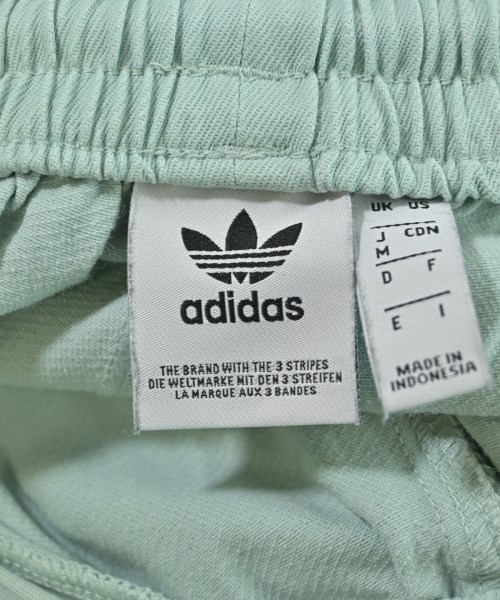 adidas
THE BRAND WITH THE 3 STRIPES
DIE WELTMARKE MIT DEN 3 STREIFEN
LA MARQUE AUX 3 BANDES
UK US
J CDN
M
D F
E I
MADE IN
INDONESIA